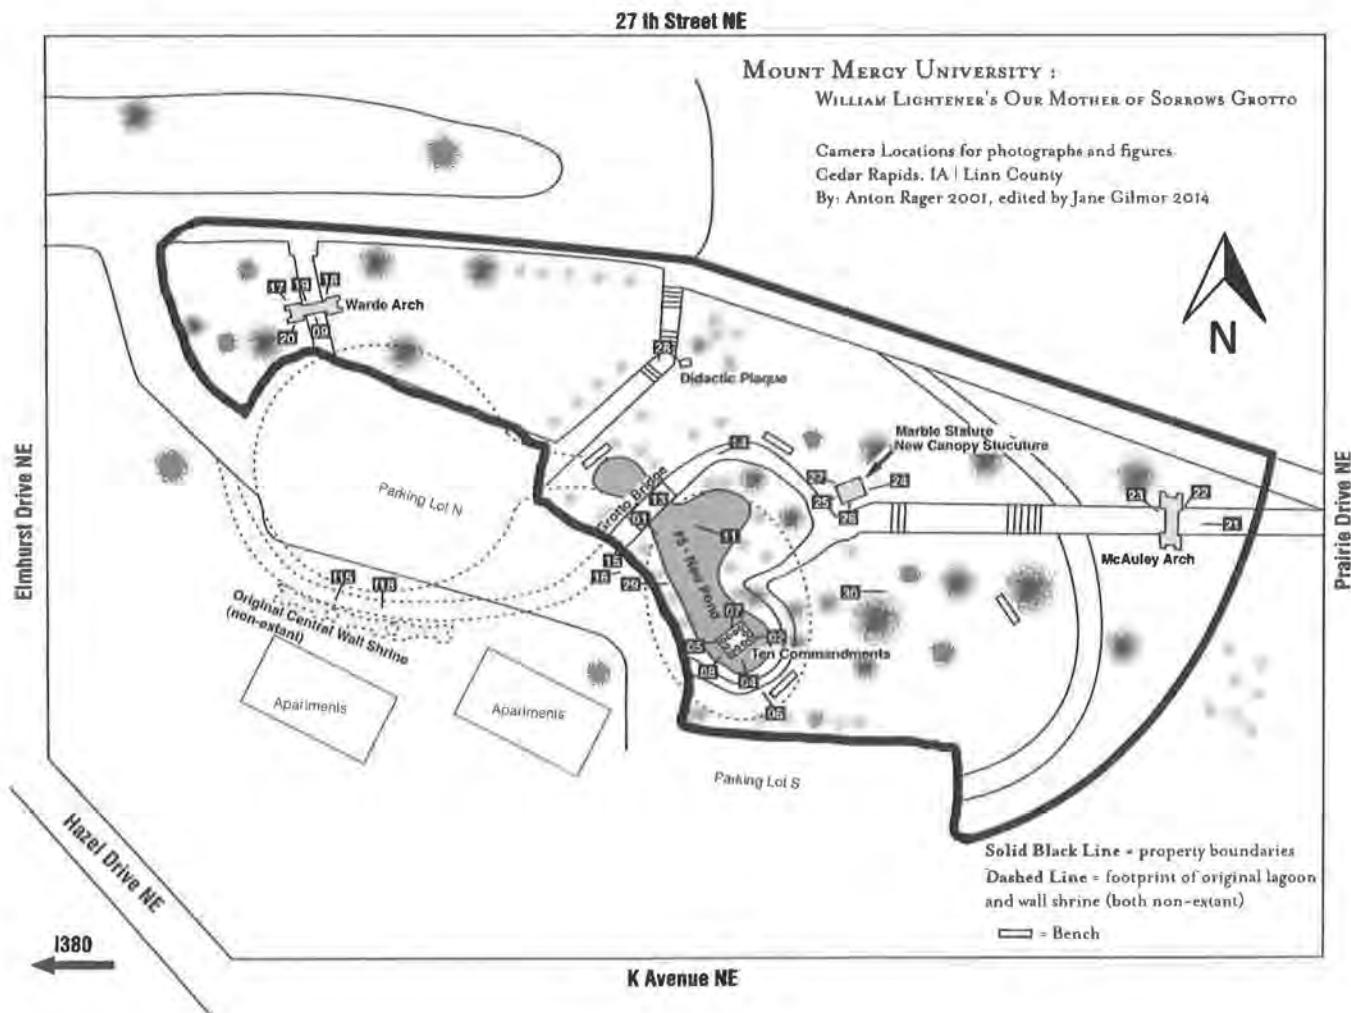 27 th Street NE
MOUNT MERCY UNIVERSITY :
WILLIAM LIGHTENER'S OUR MOTHER OF SORROWS GROTTO
Camera Locations for photographs and figures
Cedar Rapids, IA | Linn County
By: Anton Rager 2001, edited by Jane Gilmor 2014
N
17
19
18
Warde Arch
20
09
28
Didactic Plaque
Marble Stature
New Canopy Stucuture
14
27
24
25
26
23
22
21
McAuley Arch
Elmhurst Drive NE
Prairie Drive NE
Parking Lot N
Grotto Bridge
13
01
11
15
16
29
F5 - New Pond
30
07
02
05
Ten Commandments
08
04
06
f15
f18
Original Central Wall Shrine
(non-extant)
Apartments
Apartments
Parking Lot S
Hazel Drive NE
I380
K Avenue NE
Solid Black Line = property boundaries
Dashed Line = footprint of original lagoon
and wall shrine (both non-extant)
= Bench